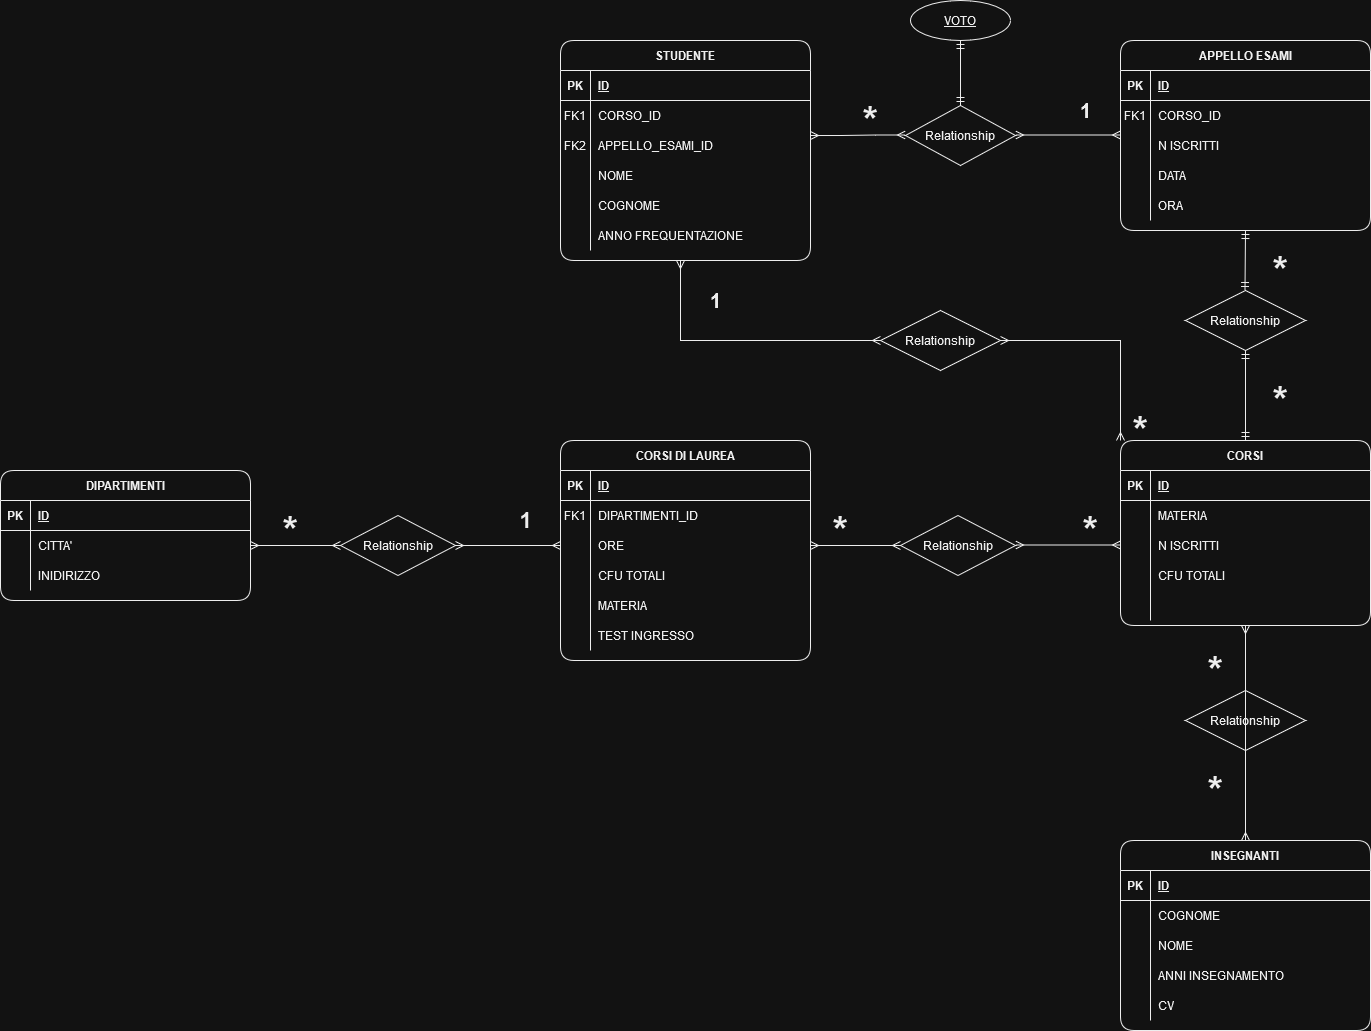 VOTO
STUDENTE
PK ID
FK1 CORSO_ID
FK2 APPELLO_ESAMI_ID
NOME
COGNOME
ANNO FREQUENTAZIONE
*
Relationship
1
APPELLO ESAMI
PK ID
FK1 CORSO_ID
N ISCRITTI
DATA
ORA
1
Relationship
*
*
Relationship
*
DIPARTIMENTI
PK ID
CITTA'
INIDIRIZZO
*
Relationship
1
CORSI DI LAUREA
PK ID
FK1 DIPARTIMENTI_ID
ORE
CFU TOTALI
MATERIA
TEST INGRESSO
*
Relationship
*
CORSI
PK ID
MATERIA
N ISCRITTI
CFU TOTALI
*
Relationship
*
INSEGNANTI
PK ID
COGNOME
NOME
ANNI INSEGNAMENTO
CV